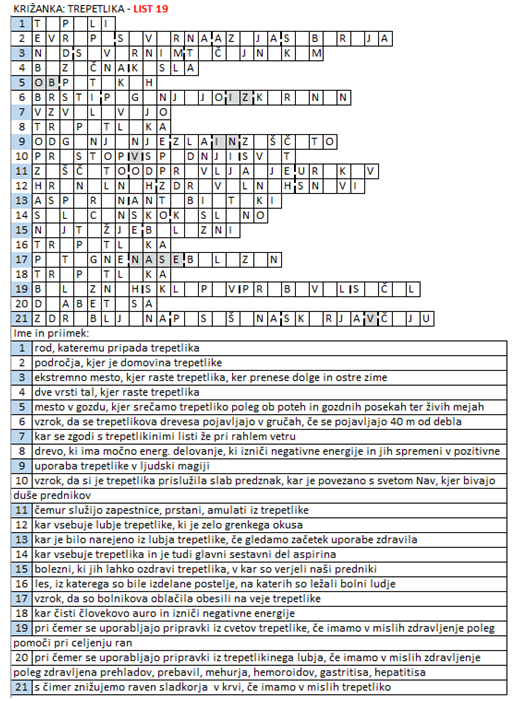 KRIŽANKA: TREPETLIKA - LIST 19
1 T P L I
2 E V R P S V R N A A Z J A S B R J A
3 N D S V R N I M T Č J N K M
4 B Z Č N A K S L A
5 O B P T K H
6 B R S T I P G N J J O I Z K R N N
7 V Z V L V J O
8 T R P T L K A
9 O D G N J N J E Z L A I N Z Š Č T O
10 P R S T O P V S P D N J I S V T
11 Z Š Č T O O D P R V L J A J E U R K V
12 H R N L N H Z D R V L N H S N V I
13 A S P R N A N T B I T K I
14 S L C N S K O K S L N O
15 N J T Ž J E B L Z N I
16 T R P T L K A
17 P T G N E N A S E B L Z N
18 T R P T L K A
19 B L Z N H S K L P V P R B V L I S Č L
20 D A B E T S A
21 Z D R B L J N A P S Š N A S K R J A V Č J U
Ime in priimek:
1 rod, kateremu pripada trepetlika
2 področja, kjer je domovina trepetlike
3 ekstremno mesto, kjer raste trepetlika, ker prenese dolge in ostre zime
4 dve vrsti tal, kjer raste trepetlika
5 mesto v gozdu, kjer srečamo trepetliko poleg ob poteh in gozdnih posekah ter živih mejah
6 vzrok, da se trepetlikova drevesa pojavljajo v gručah, če se pojavljajo 40 m od debla
7 kar se zgodi s trepetlikinimi listi že pri rahlem vetru
8 drevo, ki ima močno energ. delovanje, ki izniči negativne energije in jih spremeni v pozitivne
9 uporaba trepetlike v ljudski magiji
10 vzrok, da si je trepetlika prislužila slab predznak, kar je povezano s svetom Nav, kjer bivajo
duše prednikov
11 čemur služijo zapestnice, prstani, amulati iz trepetlike
12 kar vsebuje lubje trepetlike, ki je zelo grenkega okusa
13 kar je bilo narejeno iz lubja trepetlike, če gledamo začetek uporabe zdravila
14 kar vsebuje trepetlika in je tudi glavni sestavni del aspirina
15 bolezni, ki jih lahko ozdravi trepetlika, v kar so verjeli naši predniki
16 les, iz katerega so bile izdelane postelje, na katerih so ležali bolni ludje
17 vzrok, da so bolnikova oblačila obesili na veje trepetlike
18 kar čisti človekovo auro in izniči negativne energije
19 pri čemer se uporabljajo pripravki iz cvetov trepetlike, če imamo v mislih zdravljenje poleg
pomoči pri celjenju ran
20 pri čemer se uporabljajo pripravki iz trepetlikinega lubja, če imamo v mislih zdravljenje
poleg zdravljena prehladov, prebavil, mehurja, hemoroidov, gastritisa, hepatitisa
21 s čimer znižujemo raven sladkorja v krvi, če imamo v mislih trepetliko